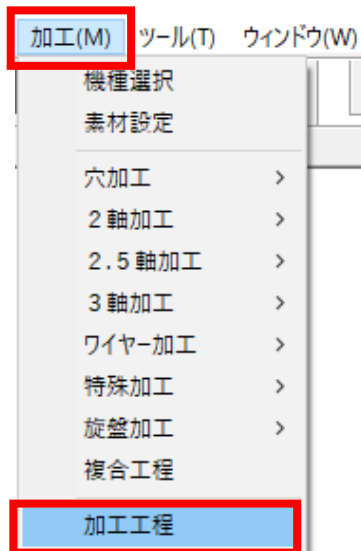 加工(M) ツール(T) ウィンドウ(W)
機種選択
素材設定
穴加工
２軸加工
２.５軸加工
３軸加工
ワイヤー加工
特殊加工
旋盤加工
複合工程
加工工程